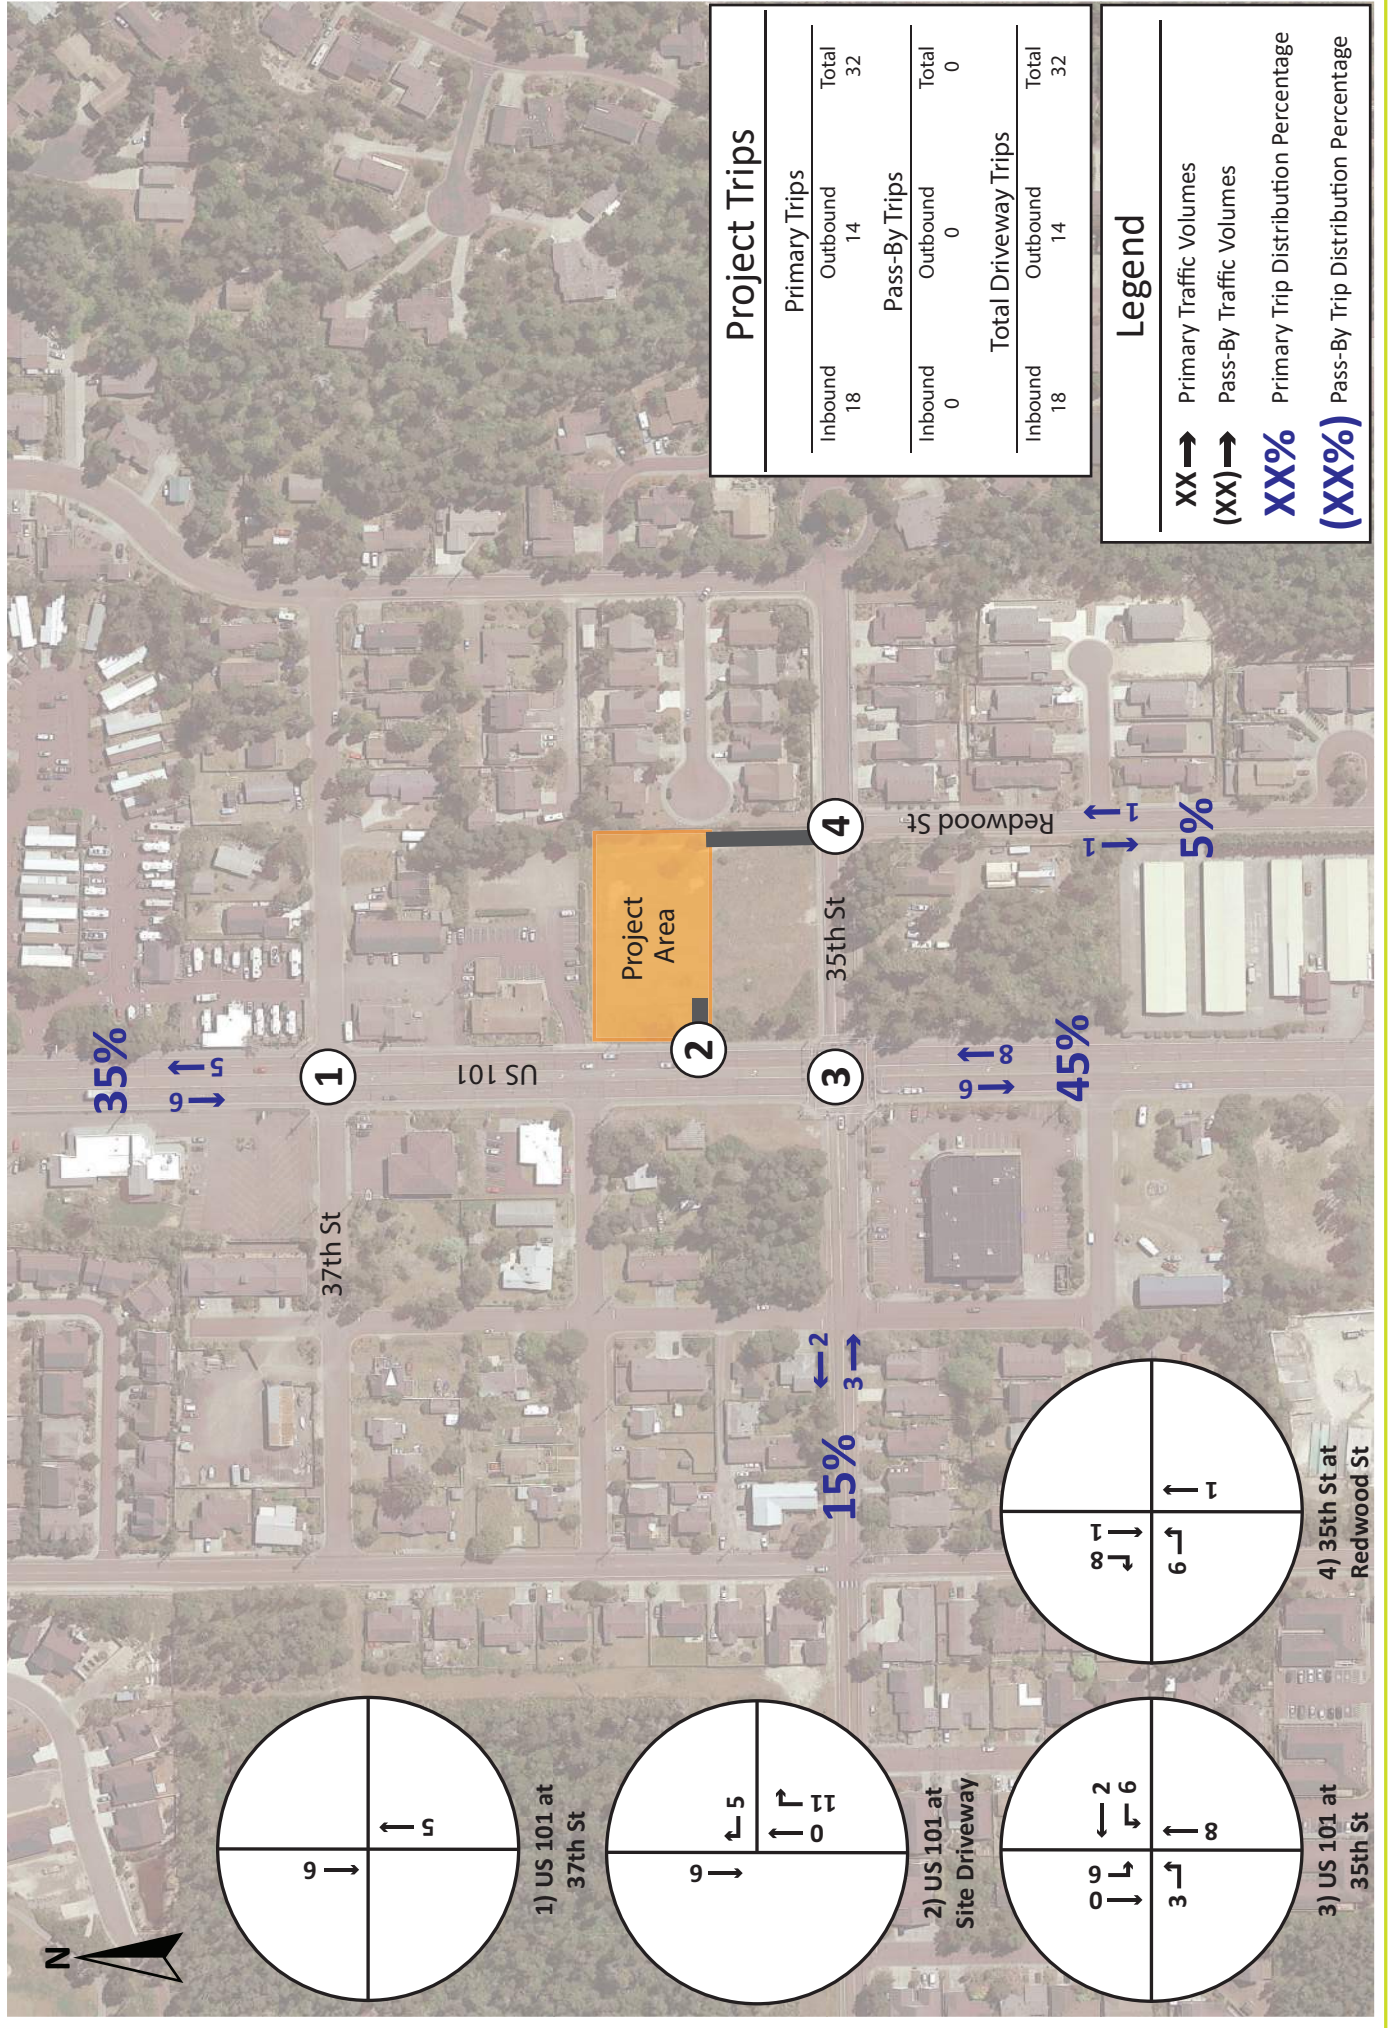 N
35%
6
5
37th St
US 101
1
2
3
4
Project
Area
35th St
Redwood St
15%
2
3
6
8
45%
1
1
5%
6
5
1) US 101 at
37th St
6
5
0
11
2) US 101 at
Site Driveway
0
6
2
6
3
8
3) US 101 at
35th St
8
1
6
1
4) 35th St at
Redwood St
Project Trips
Primary Trips
Inbound Outbound Total
18 14 32
Pass-By Trips
Inbound Outbound Total
0 0 0
Total Driveway Trips
Inbound Outbound Total
18 14 32
Legend
XX Primary Traffic Volumes
(XX) Pass-By Traffic Volumes
XX% Primary Trip Distribution Percentage
(XX%) Pass-By Trip Distribution Percentage